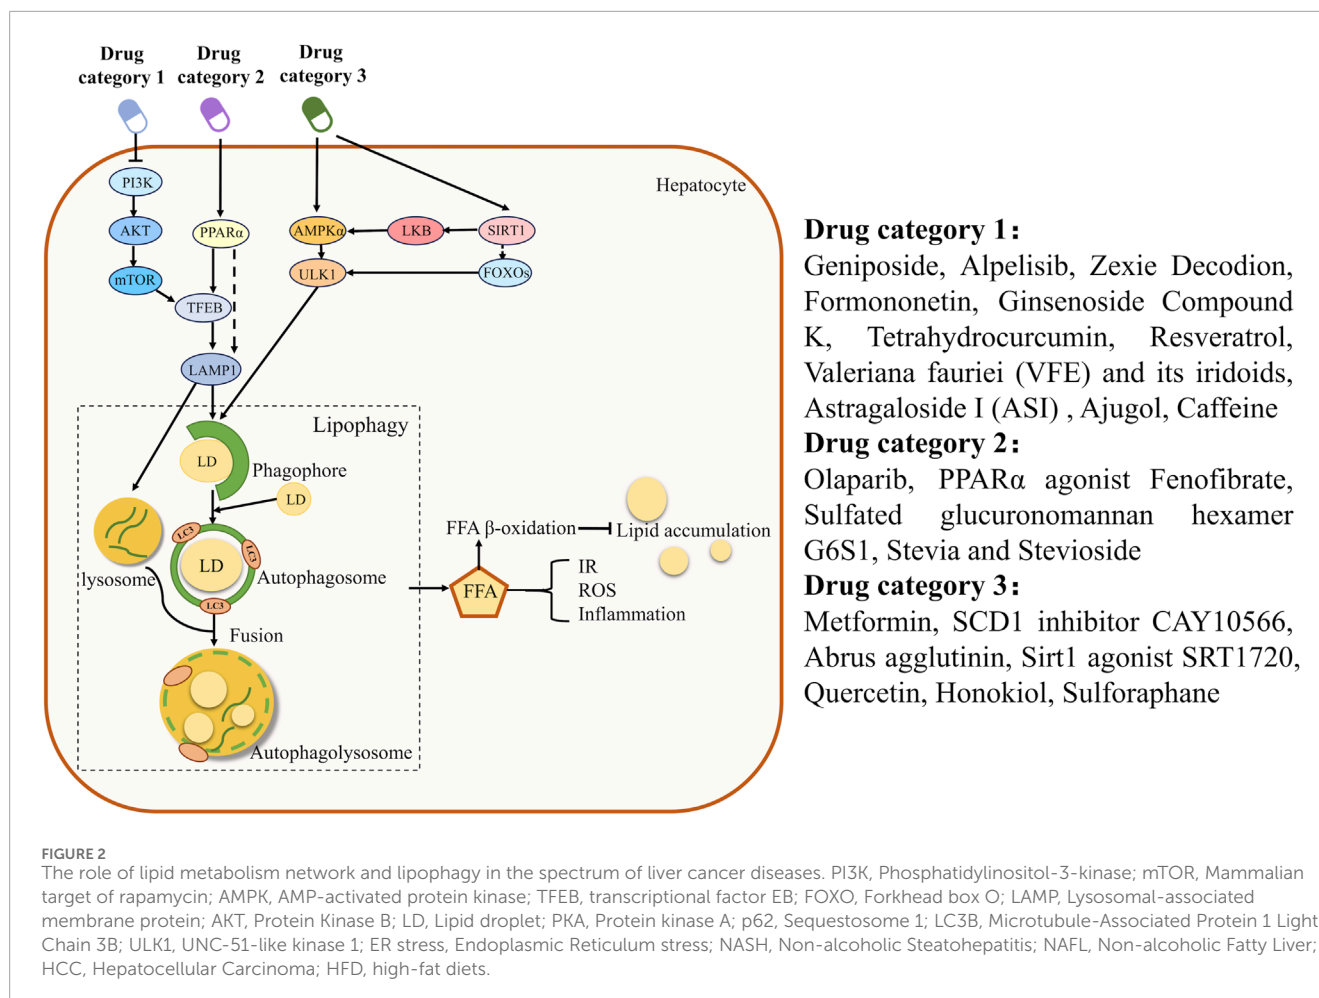 Drug
category 1
Drug
category 2
Drug
category 3
Hepatocyte
PI3K
AKT
mTOR
PPARα
TFEB
LAMP1
AMPKα
LKB
SIRT1
ULK1
FOXOs
Lipophagy
LD
Phagophore
LD
LC3
LC3
LD
LC3
Autophagosome
lysosome
Fusion
Autophagolysosome
FFA β-oxidation
Lipid accumulation
FFA
IR
ROS
Inflammation
Drug category 1：
Geniposide, Alpelisib, Zexie Decodion,
Formononetin, Ginsenoside Compound
K, Tetrahydrocurcumin, Resveratrol,
Valeriana fauriei (VFE) and its iridoids,
Astragaloside I (ASI) , Ajugol, Caffeine
Drug category 2：
Olaparib, PPARα agonist Fenofibrate,
Sulfated glucuronomannan hexamer
G6S1, Stevia and Stevioside
Drug category 3：
Metformin, SCD1 inhibitor CAY10566,
Abrus agglutinin, Sirt1 agonist SRT1720,
Quercetin, Honokiol, Sulforaphane
FIGURE 2
The role of lipid metabolism network and lipophagy in the spectrum of liver cancer diseases. PI3K, Phosphatidylinositol-3-kinase; mTOR, Mammalian
target of rapamycin; AMPK, AMP-activated protein kinase; TFEB, transcriptional factor EB; FOXO, Forkhead box O; LAMP, Lysosomal-associated
membrane protein; AKT, Protein Kinase B; LD, Lipid droplet; PKA, Protein kinase A; p62, Sequestosome 1; LC3B, Microtubule-Associated Protein 1 Light
Chain 3B; ULK1, UNC-51-like kinase 1; ER stress, Endoplasmic Reticulum stress; NASH, Non-alcoholic Steatohepatitis; NAFL, Non-alcoholic Fatty Liver;
HCC, Hepatocellular Carcinoma; HFD, high-fat diets.